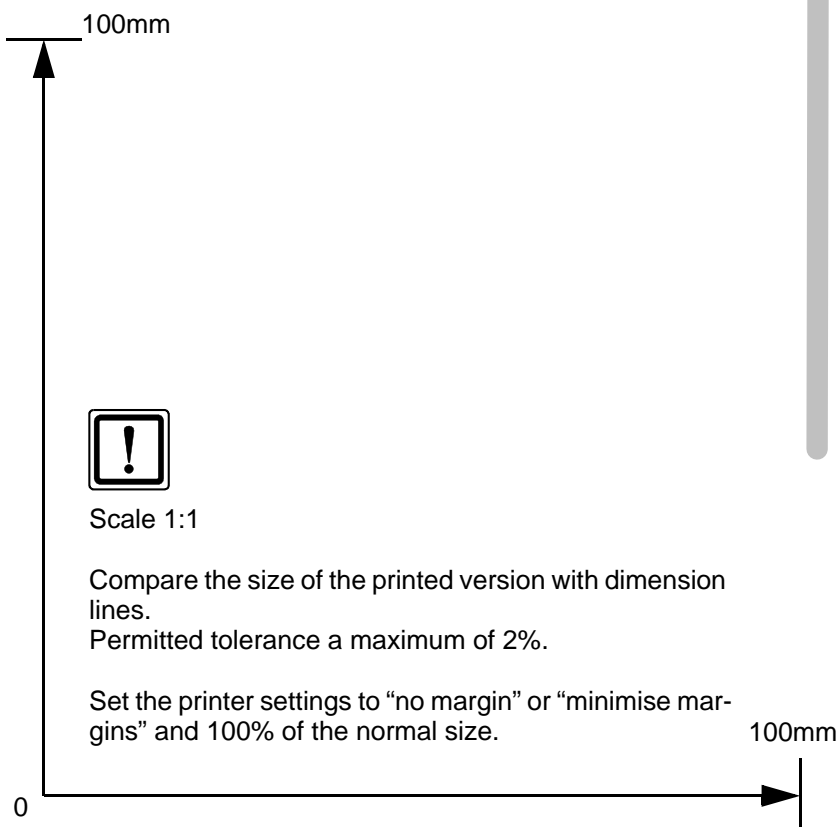 100mm
!
Scale 1:1
Compare the size of the printed version with dimension
lines.
Permitted tolerance a maximum of 2%.
Set the printer settings to “no margin” or “minimise mar-
gins” and 100% of the normal size.
100mm
0